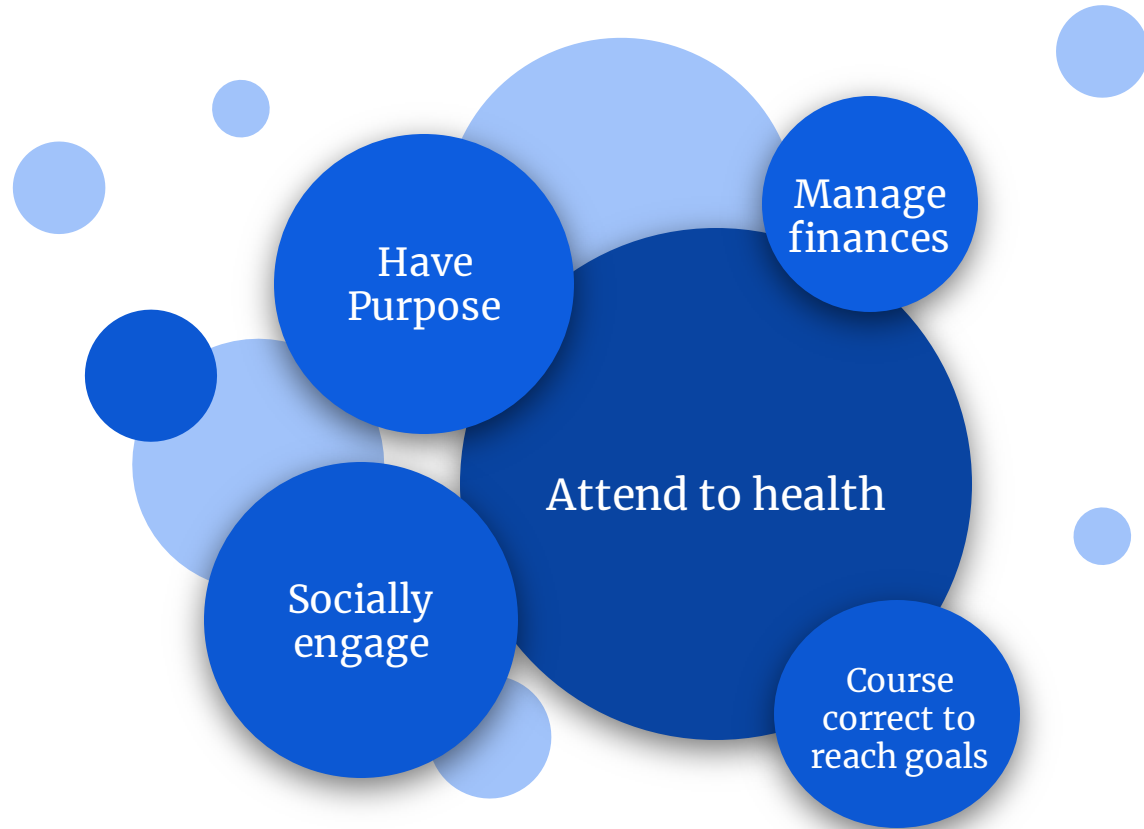 Manage
finances
Have
Purpose
Attend to health
Socially
engage
Course
correct to
reach goals